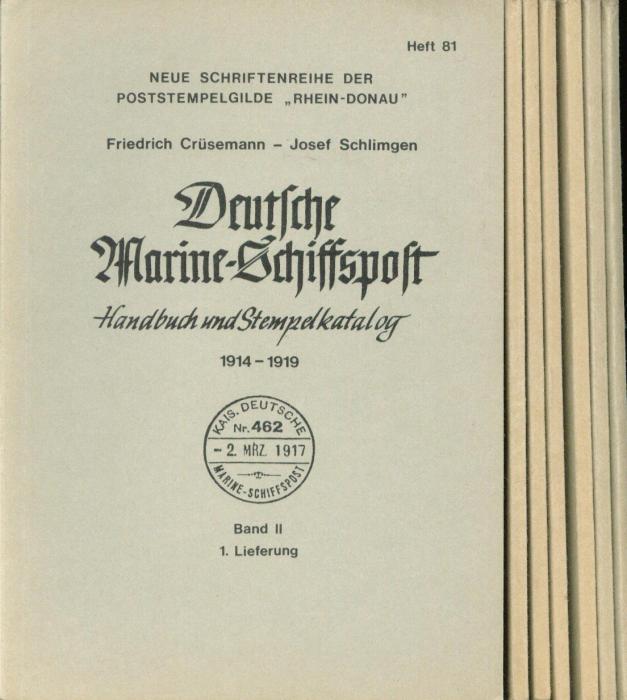 Heft 81
NEUE SCHRIFTENREIHE DER
POSTSTEMPELGILDE „RHEIN-DONAU”
Friedrich Crüsemann – Josef Schlimgen
Deutsche
Marine-Schiffspost
Handbuch und Stempelkatalog
1914 – 1919
KAIS. DEUTSCHE
Nr. 462
- 2. MRZ. 1917
MARINE-SCHIFFSPOST
Band II
1. Lieferung